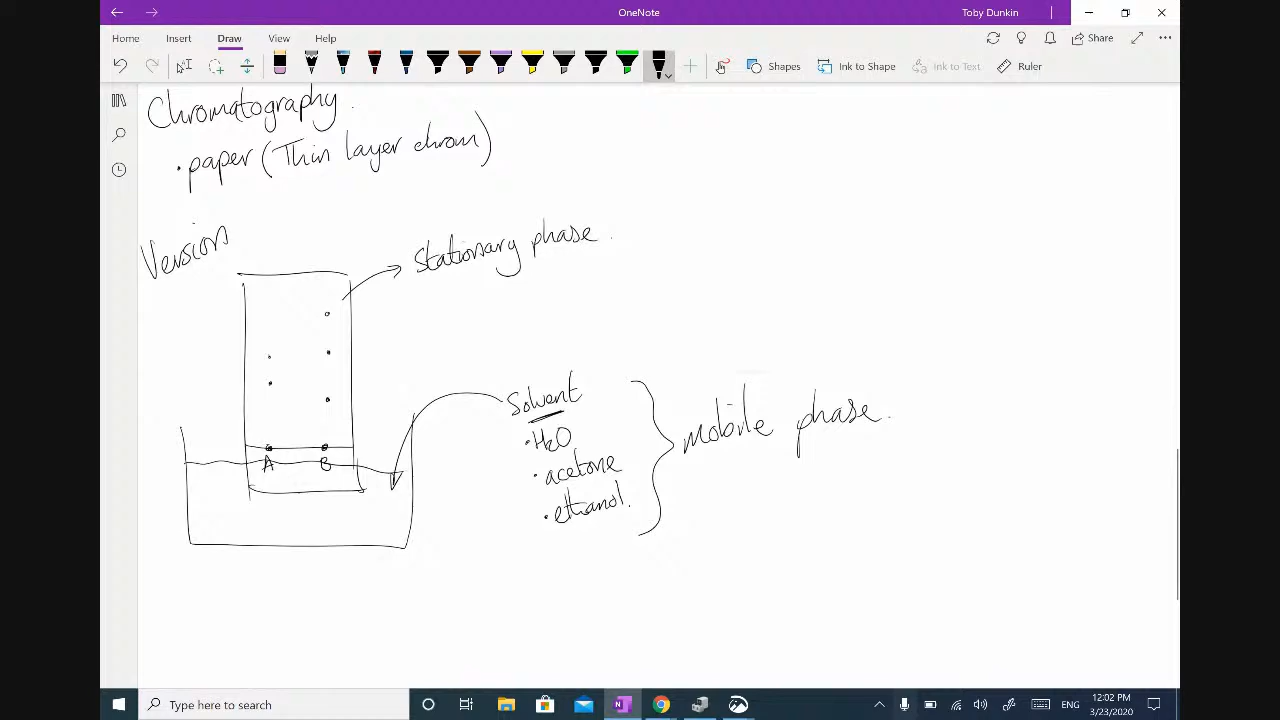 OneNote
Toby Dunkin
Home Insert Draw View Help
Share
Shapes Ink to Shape Ink to Text Ruler
Chromatography.
• paper (Thin layer chrom)
Version
Stationary phase.
Solvent
• H2O
• acetone
• ethanol.
mobile phase.
A B
Type here to search
ENG
12:02 PM
3/23/2020